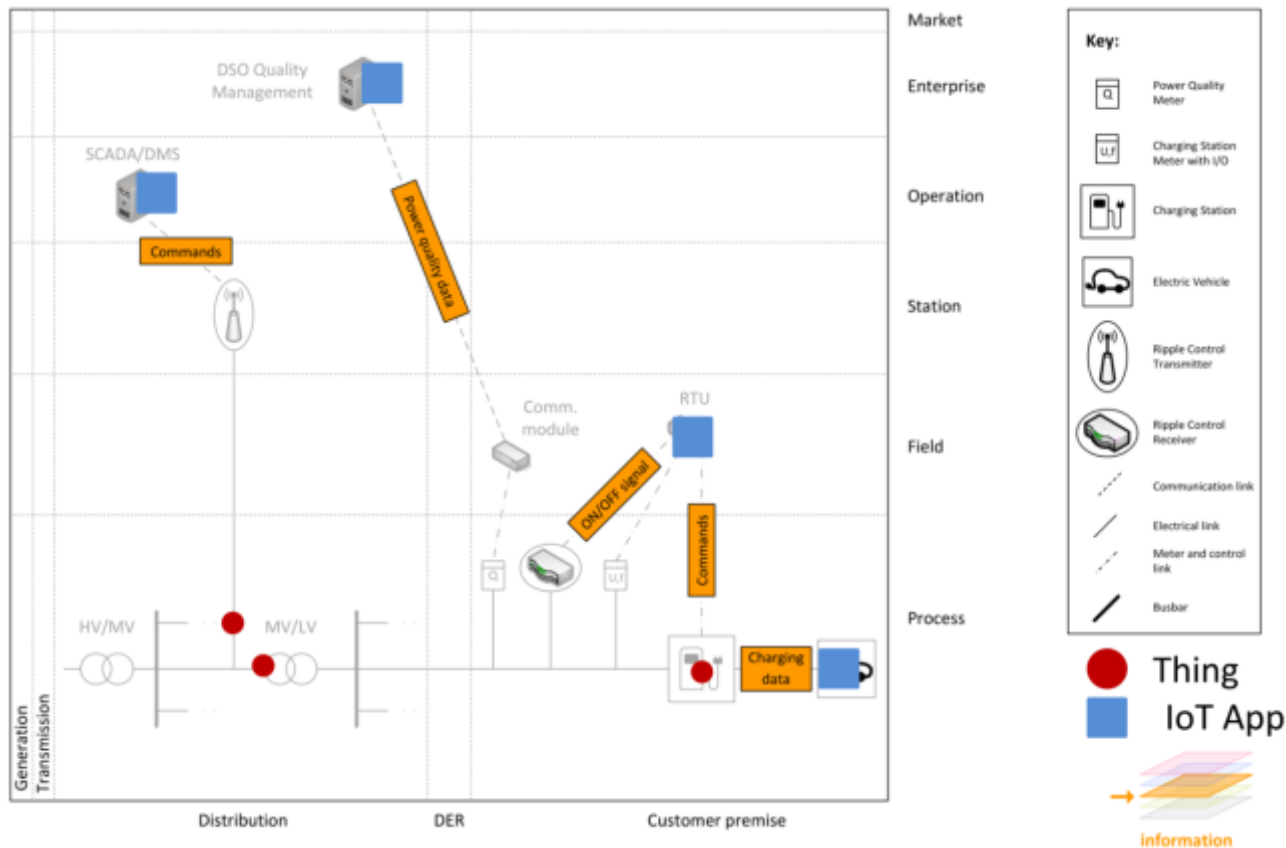 Market
DSO Quality
Management
Enterprise
SCADA/DMS
Operation
Commands
Power quality data
Station
Comm.
module
RTU
Field
ON/OFF signal
Commands
Q
U,f
Process
HV/MV
MV/LV
Charging
data
Generation
Transmission
Distribution
DER
Customer premise
Key:
Q
Power Quality
Meter
U,f
Charging Station
Meter with I/O
Charging Station
Electric Vehicle
Ripple Control
Transmitter
Ripple Control
Receiver
Communication link
Electrical link
Meter and control
link
Busbar
Thing
IoT App
information